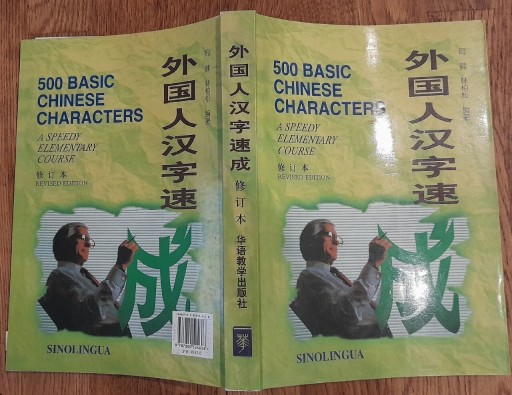 500 BASIC
CHINESE
CHARACTERS
A SPEEDY
ELEMENTARY
COURSE
修订本
REVISED EDITION
外国人汉字速
成
SINOLINGUA
外国人汉字速成
修订本
华语教学出版社
500 BASIC
CHINESE
CHARACTERS
A SPEEDY
ELEMENTARY
COURSE
修订本
REVISED EDITION
外国人汉字速
成
SINOLINGUA